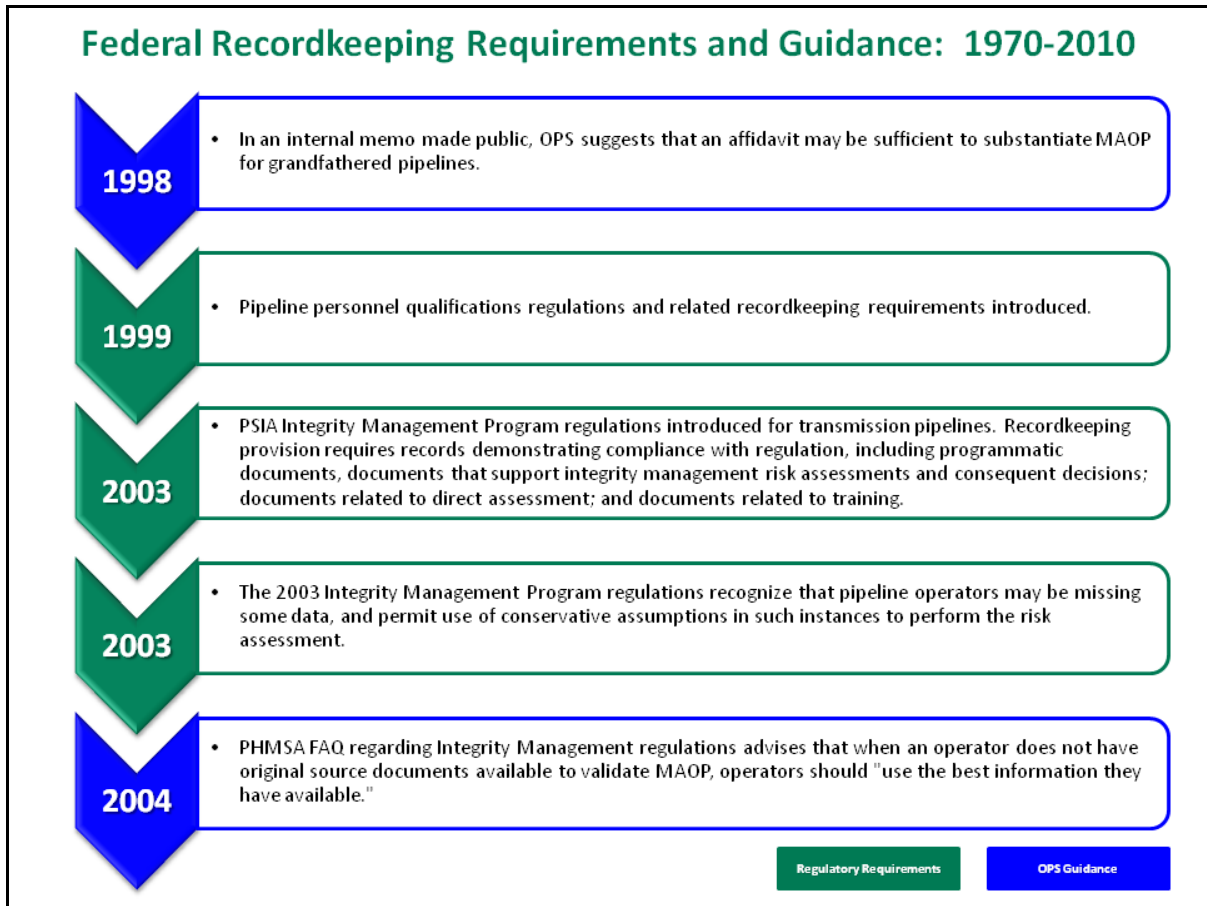 Federal Recordkeeping Requirements and Guidance: 1970-2010
1998
• In an internal memo made public, OPS suggests that an affidavit may be sufficient to substantiate MAOP
for grandfathered pipelines.
1999
• Pipeline personnel qualifications regulations and related recordkeeping requirements introduced.
2003
• PSIA Integrity Management Program regulations introduced for transmission pipelines. Recordkeeping
provision requires records demonstrating compliance with regulation, including programmatic
documents, documents that support integrity management risk assessments and consequent decisions;
documents related to direct assessment; and documents related to training.
2003
• The 2003 Integrity Management Program regulations recognize that pipeline operators may be missing
some data, and permit use of conservative assumptions in such instances to perform the risk
assessment.
2004
• PHMSA FAQ regarding Integrity Management regulations advises that when an operator does not have
original source documents available to validate MAOP, operators should "use the best information they
have available."
Regulatory Requirements
OPS Guidance